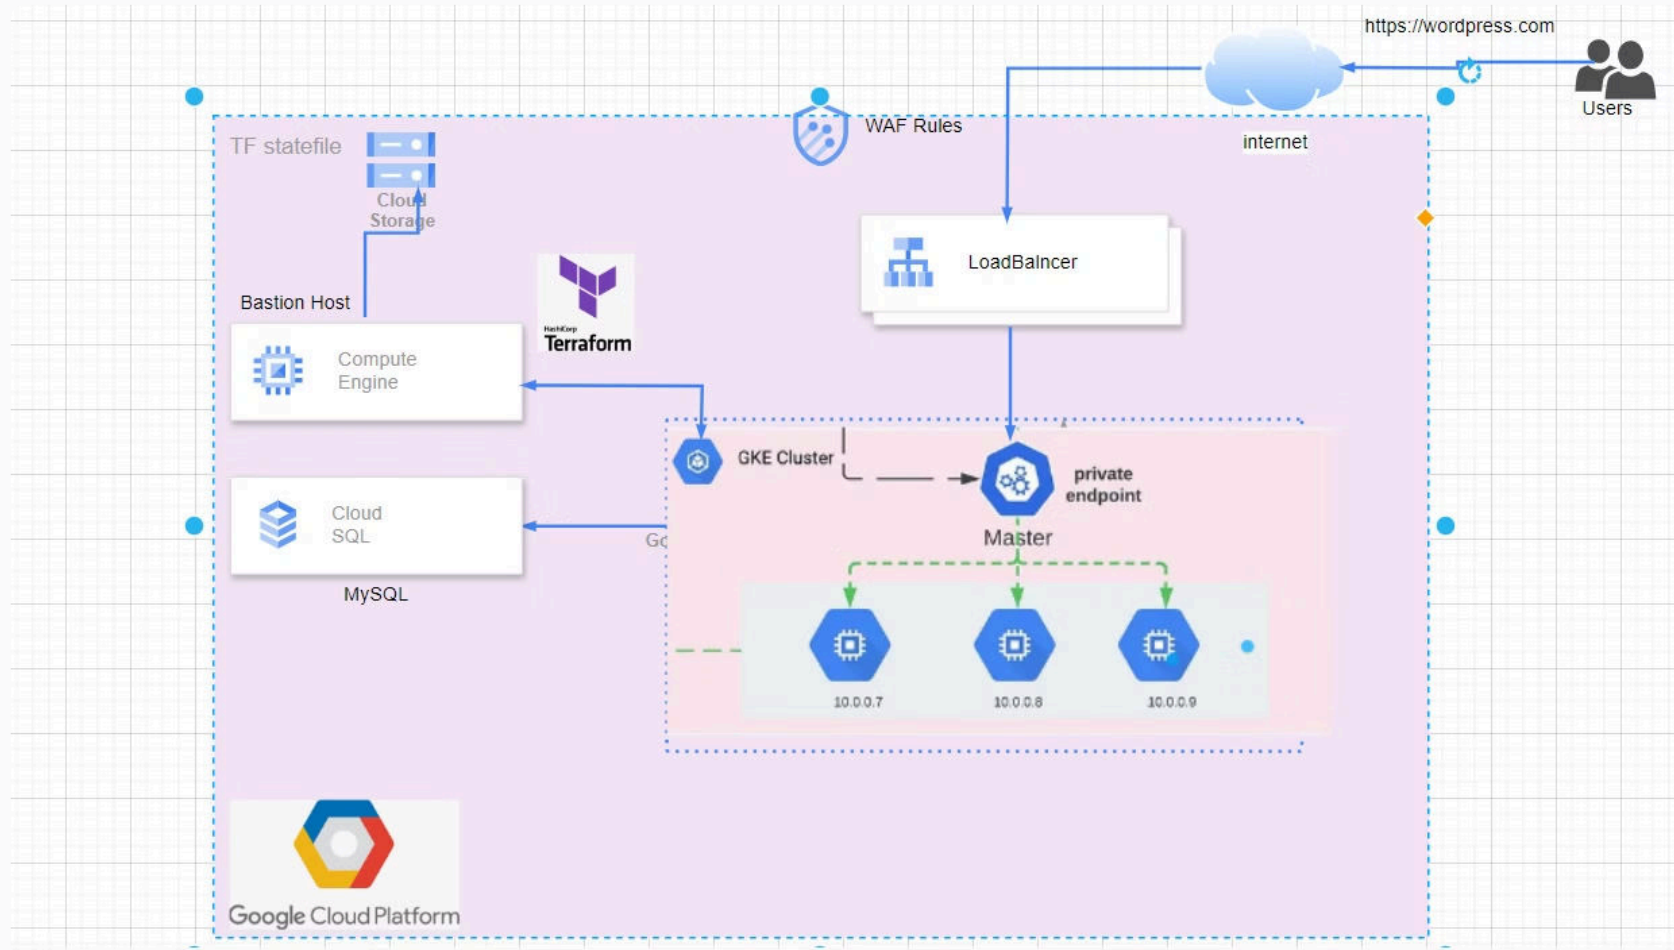 https://wordpress.com
Users
internet
WAF Rules
TF statefile
Cloud
Storage
Bastion Host
HashiCorp
Terraform
LoadBalncer
Compute
Engine
GKE Cluster
private
endpoint
Master
Cloud
SQL
Go
MySQL
10.0.0.7
10.0.0.8
10.0.0.9
Google Cloud Platform